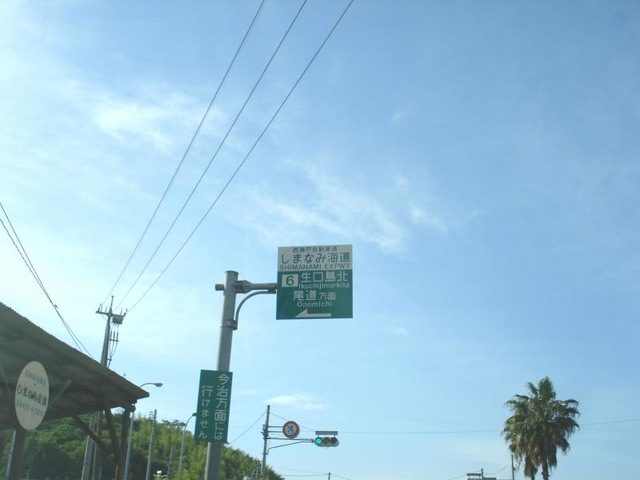 西瀬戸自動車道
しまなみ海道
SHIMANAMI EXPWY
6 生口島北
Ikuchijima-kita
尾道方面
Onomichi
今治方面には
行けません